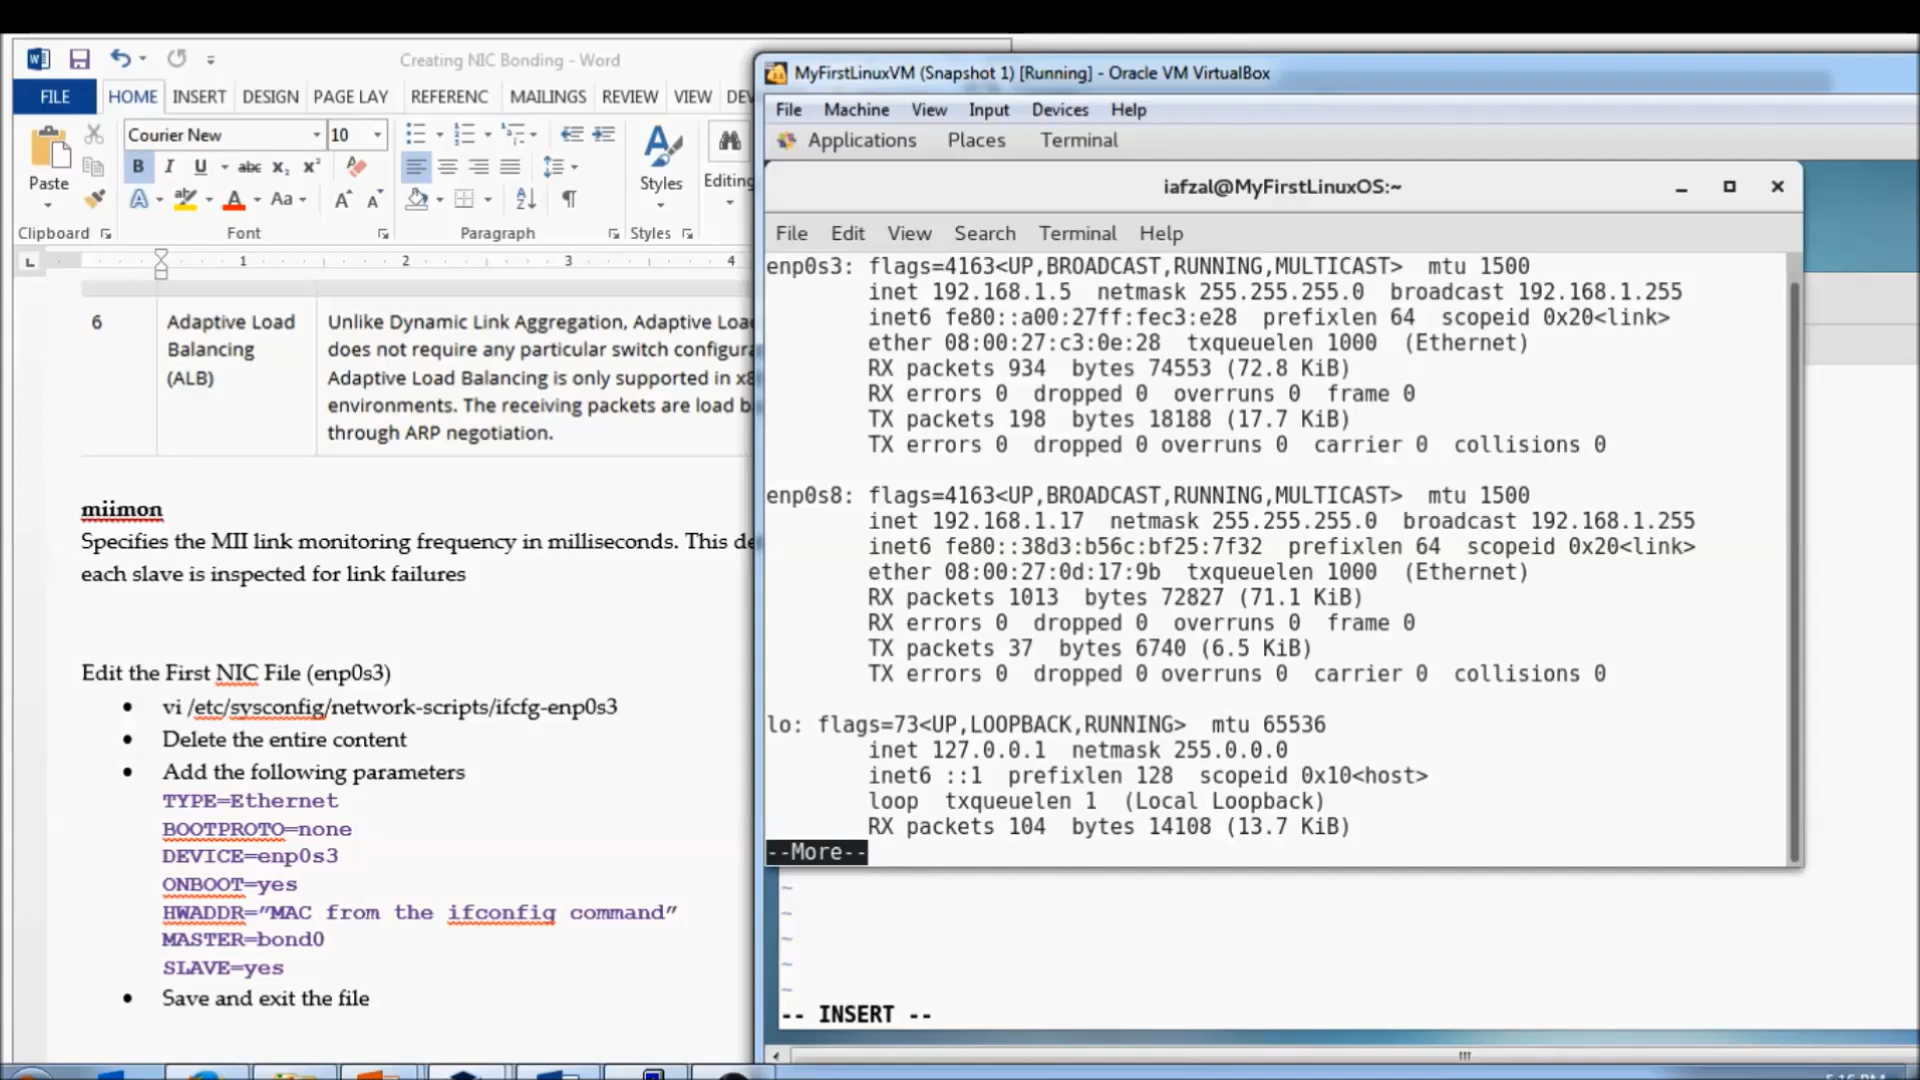 Creating NIC Bonding - Word
FILE HOME INSERT DESIGN PAGE LAY REFERENC MAILINGS REVIEW VIEW DEV
Courier New 10
Paste
B I U abc x₂ x²
A Aa A A
Styles Editing
Clipboard Font Paragraph Styles
L 1 2 3 4
6 Adaptive Load Balancing (ALB)
Unlike Dynamic Link Aggregation, Adaptive Loa
does not require any particular switch configura
Adaptive Load Balancing is only supported in x8
environments. The receiving packets are load b
through ARP negotiation.
miimon
Specifies the MII link monitoring frequency in milliseconds. This de
each slave is inspected for link failures
Edit the First NIC File (enp0s3)
• vi /etc/sysconfig/network-scripts/ifcfg-enp0s3
• Delete the entire content
• Add the following parameters
TYPE=Ethernet
BOOTPROTO=none
DEVICE=enp0s3
ONBOOT=yes
HWADDR=”MAC from the ifconfig command”
MASTER=bond0
SLAVE=yes
• Save and exit the file
MyFirstLinuxVM (Snapshot 1) [Running] - Oracle VM VirtualBox
File Machine View Input Devices Help
Applications Places Terminal
iafzal@MyFirstLinuxOS:~
File Edit View Search Terminal Help
enp0s3: flags=4163<UP,BROADCAST,RUNNING,MULTICAST> mtu 1500
inet 192.168.1.5 netmask 255.255.255.0 broadcast 192.168.1.255
inet6 fe80::a00:27ff:fec3:e28 prefixlen 64 scopeid 0x20<link>
ether 08:00:27:c3:0e:28 txqueuelen 1000 (Ethernet)
RX packets 934 bytes 74553 (72.8 KiB)
RX errors 0 dropped 0 overruns 0 frame 0
TX packets 198 bytes 18188 (17.7 KiB)
TX errors 0 dropped 0 overruns 0 carrier 0 collisions 0
enp0s8: flags=4163<UP,BROADCAST,RUNNING,MULTICAST> mtu 1500
inet 192.168.1.17 netmask 255.255.255.0 broadcast 192.168.1.255
inet6 fe80::38d3:b56c:bf25:7f32 prefixlen 64 scopeid 0x20<link>
ether 08:00:27:0d:17:9b txqueuelen 1000 (Ethernet)
RX packets 1013 bytes 72827 (71.1 KiB)
RX errors 0 dropped 0 overruns 0 frame 0
TX packets 37 bytes 6740 (6.5 KiB)
TX errors 0 dropped 0 overruns 0 carrier 0 collisions 0
lo: flags=73<UP,LOOPBACK,RUNNING> mtu 65536
inet 127.0.0.1 netmask 255.0.0.0
inet6 ::1 prefixlen 128 scopeid 0x10<host>
loop txqueuelen 1 (Local Loopback)
RX packets 104 bytes 14108 (13.7 KiB)
--More--
~
~
~
~
~
-- INSERT --